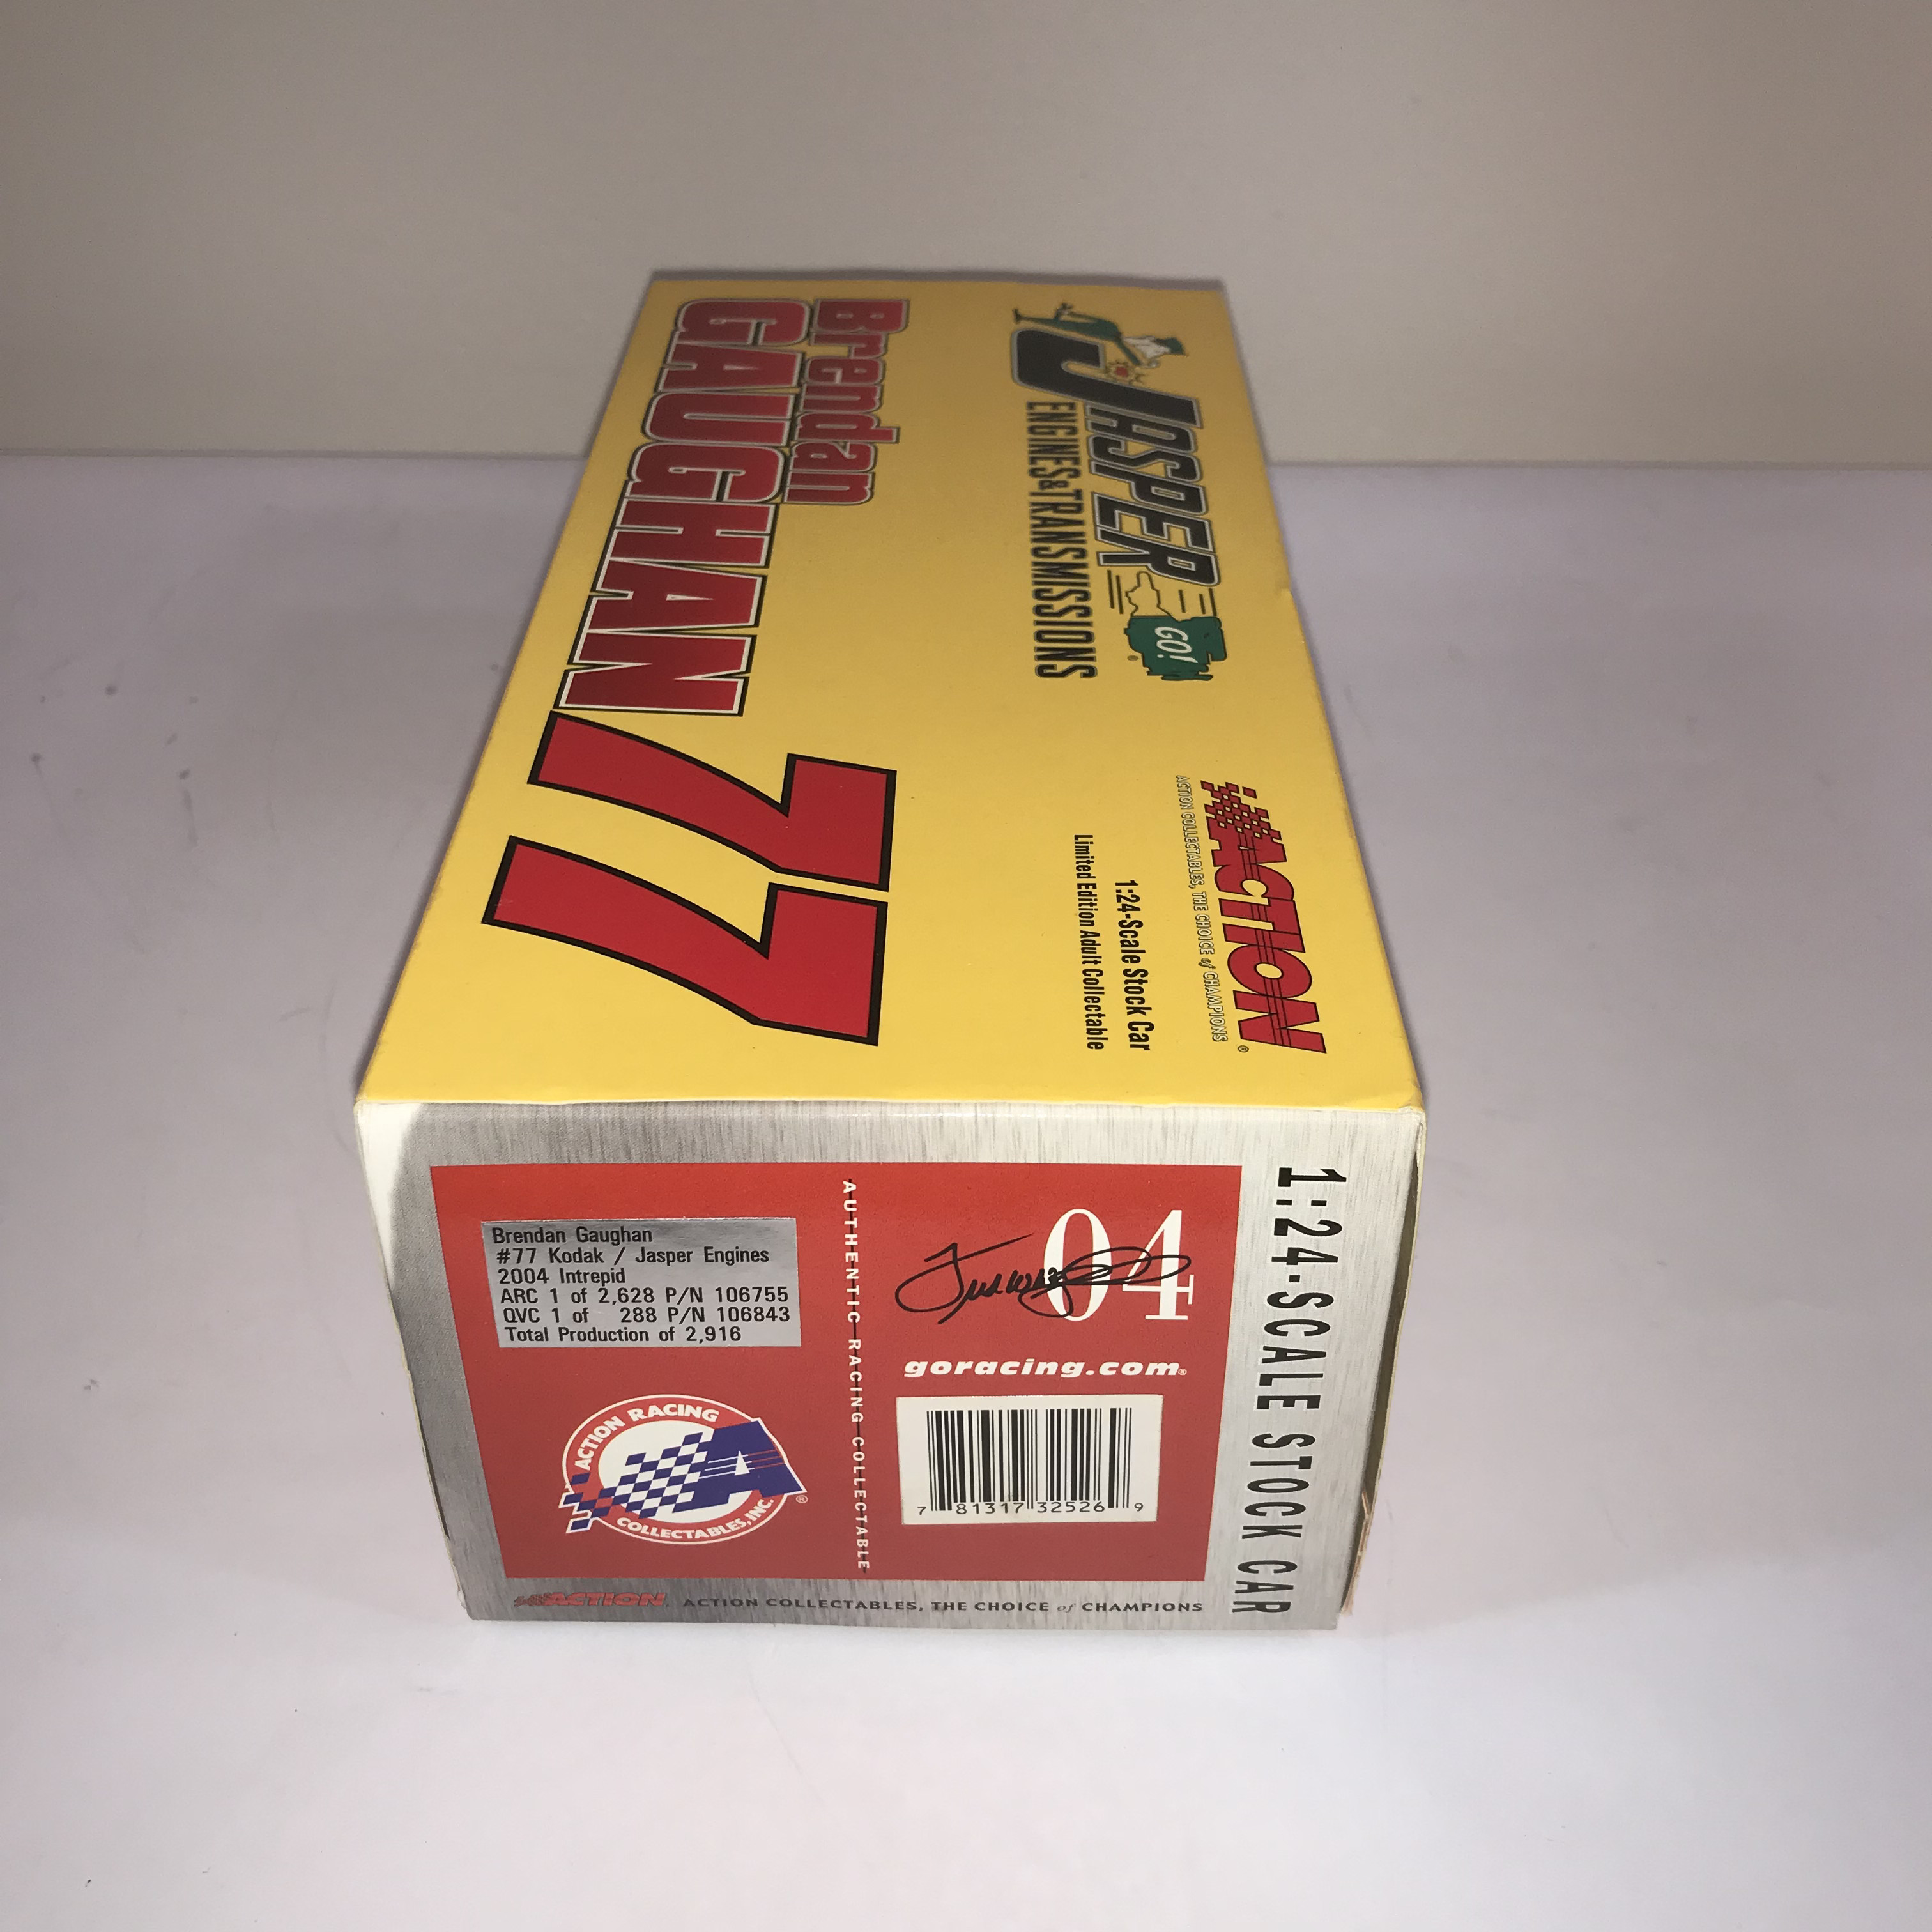 JASPER
GO!
ENGINES & TRANSMISSIONS
Brendan
GAUGHAN
77
ACTION®
ACTION COLLECTABLES, THE CHOICE of CHAMPIONS
1:24-Scale Stock Car
Limited Edition Adult Collectable
1:24-SCALE STOCK CAR
04
goracing.com®
7 81317 32526 9
AUTHENTIC RACING COLLECTABLE
Brendan Gaughan
#77 Kodak / Jasper Engines
2004 Intrepid
ARC 1 of 2,628 P/N 106755
QVC 1 of 288 P/N 106843
Total Production of 2,916
ACTION RACING
COLLECTABLES, INC.
®
ACTION ACTION COLLECTABLES, THE CHOICE of CHAMPIONS